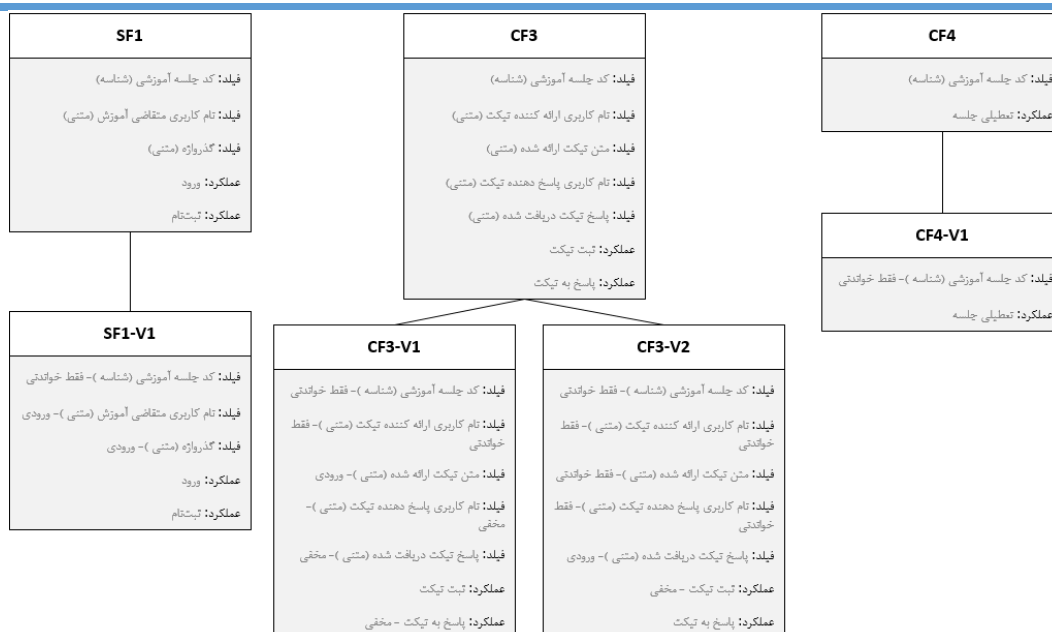 SF1
فیلد: کد جلسه آموزشی (شناسه)
فیلد: نام کاربری متقاضی آموزش (متنی)
فیلد: گذرواژه (متنی)
عملکرد: ورود
عملکرد: ثبت‌نام
SF1-V1
فیلد: کد جلسه آموزشی (شناسه )- فقط خواندنی
فیلد: نام کاربری متقاضی آموزش (متنی )- ورودی
فیلد: گذرواژه (متنی )- ورودی
عملکرد: ورود
عملکرد: ثبت‌نام
CF3
فیلد: کد جلسه آموزشی (شناسه)
فیلد: نام کاربری ارائه کننده تیکت (متنی)
فیلد: متن تیکت ارائه شده (متنی)
فیلد: نام کاربری پاسخ دهنده تیکت (متنی)
فیلد: پاسخ تیکت دریافت شده (متنی)
عملکرد: ثبت تیکت
عملکرد: پاسخ به تیکت
CF3-V1
فیلد: کد جلسه آموزشی (شناسه )- فقط خواندنی
فیلد: نام کاربری ارائه کننده تیکت (متنی )- فقط
خواندنی
فیلد: متن تیکت ارائه شده (متنی )- ورودی
فیلد: نام کاربری پاسخ دهنده تیکت (متنی )-
مخفی
فیلد: پاسخ تیکت دریافت شده (متنی )- مخفی
عملکرد: ثبت تیکت
عملکرد: پاسخ به تیکت - مخفی
CF3-V2
فیلد: کد جلسه آموزشی (شناسه )- فقط خواندنی
فیلد: نام کاربری ارائه کننده تیکت (متنی )- فقط
خواندنی
فیلد: متن تیکت ارائه شده (متنی )- فقط خواندنی
فیلد: نام کاربری پاسخ دهنده تیکت (متنی )- فقط
خواندنی
فیلد: پاسخ تیکت دریافت شده (متنی )- ورودی
عملکرد: ثبت تیکت - مخفی
عملکرد: پاسخ به تیکت
CF4
فیلد: کد جلسه آموزشی (شناسه)
عملکرد: تعطیلی جلسه
CF4-V1
فیلد: کد جلسه آموزشی (شناسه )- فقط خواندنی
عملکرد: تعطیلی جلسه